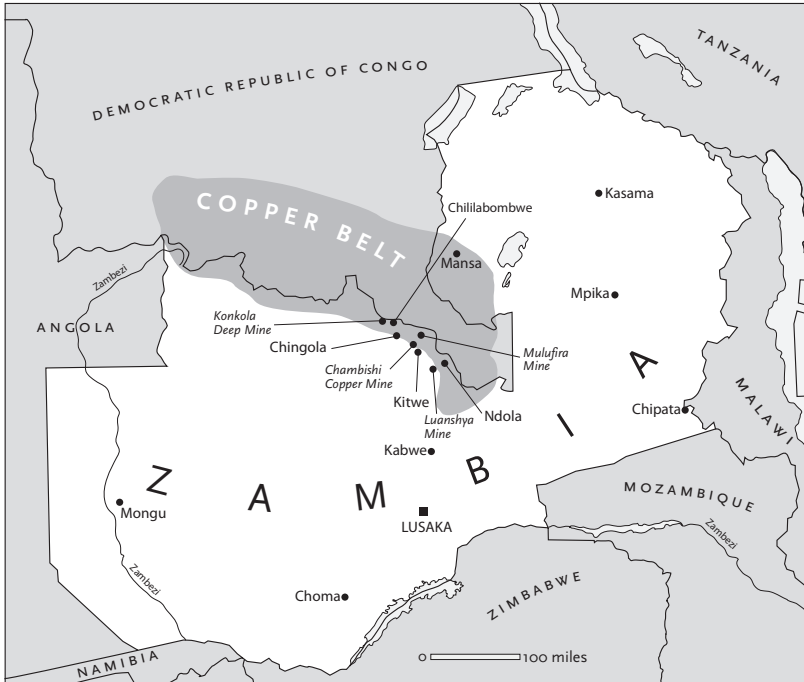 TANZANIA
DEMOCRATIC REPUBLIC OF CONGO
COPPER BELT
Kasama
Chililabombwe
Mansa
Zambezi
Mpika
ANGOLA
Konkola
Deep Mine
Chingola
Chambishi
Copper Mine
Kitwe
Mulufira
Mine
Luanshya
Mine
Ndola
Chipata
MALAWI
Kabwe
ZAMBIA
Mongu
LUSAKA
MOZAMBIQUE
Zambezi
Zambezi
Choma
ZIMBABWE
NAMIBIA
0 100 miles